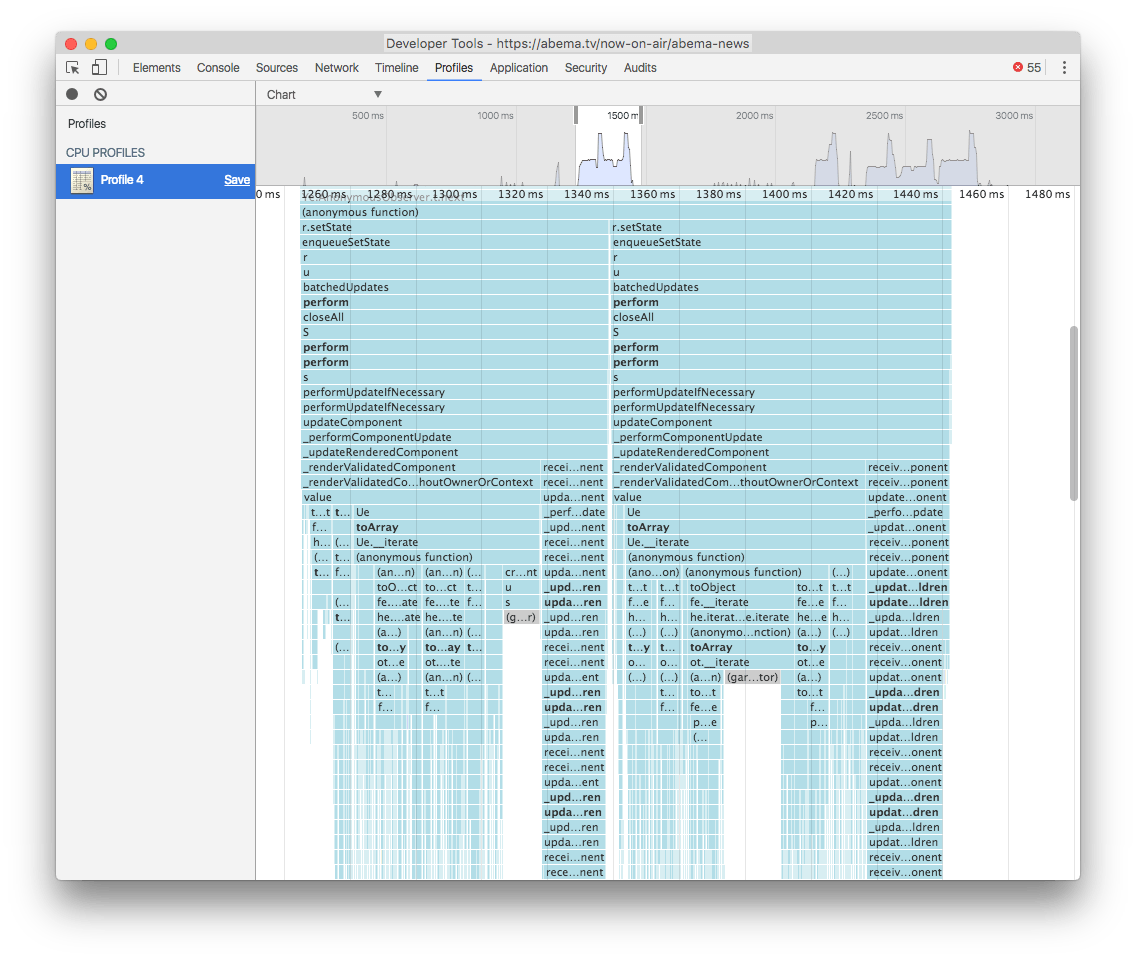 Developer Tools - https://abema.tv/now-on-air/abema-news
Elements Console Sources Network Timeline Profiles Application Security Audits 55
Chart
Profiles
CPU PROFILES
Profile 4 Save
500 ms 1000 ms 1500 m 2000 ms 2500 ms 3000 ms
0 ms 1260 ms 1280 ms 1300 ms 1320 ms 1340 ms 1360 ms 1380 ms 1400 ms 1420 ms 1440 ms 1460 ms 1480 ms
(anonymous function)
r.setState r.setState
enqueueSetState enqueueSetState
r r
u u
batchedUpdates batchedUpdates
perform perform
closeAll closeAll
S S
perform perform
perform perform
s s
performUpdateIfNecessary performUpdateIfNecessary
performUpdateIfNecessary performUpdateIfNecessary
updateComponent updateComponent
_performComponentUpdate _performComponentUpdate
_updateRenderedComponent _updateRenderedComponent
_renderValidatedComponent recei...nent _renderValidatedComponent receiv...ponent
_renderValidatedCo...houtOwnerOrContext recei...nent _renderValidatedCom...thoutOwnerOrContext receiv...ponent
value upda...nent value update...onent
t...t t... Ue _perf...date Ue _perfo...pdate
f... toArray _upd...nent toArray _updat...onent
h... (... Ue.__iterate recei...nent Ue.__iterate receiv...ponent
(... t... (anonymous function) recei...nent (anonymous function) receiv...ponent
t... f... (an...n) (an...n) (... cr...nt upda...nent (ano...on) (anonymous function) (...) update...onent
toO...ct to...ct t... u _upd...ren t...t t...t toObject to...t t...t _updat...ldren
(... fe...ate fe...te f... s upda...ren f...e f... fe.__iterate fe...e f... update...ldren
t... he...ate he...te (g...r) _upd...ren h... h... he.iterat...e.iterate he...e h... _upda...ldren
(a...) (an...n) (... upda...ren (...) (...) (anonymo...nction) (a...) (...) updat...ldren
(... to...y to...ay t... recei...nent t...y t... toArray to...y receiv...onent
ot...e ot...te recei...nent o... o... ot.__iterate ot...e receiv...onent
(a...) (an...n) (... upda...ent (...) (...) (a...n) (gar...tor) (a...) updat...onent
t... t...t _upd...ren t... to...t to...t _upda...dren
f... f... upda...ren f... fe...e f... updat...dren
_upd...ren p...e p... _upda...ldren
upda...ren (... updat...ldren
recei...nent receiv...onent
recei...nent receiv...onent
upda...ent updat...onent
_upd...ren _upda...dren
upda...ren updat...dren
_upd...ren _upda...ldren
upda...ren updat...ldren
recei...nent receiv...onent
rece...nent receiv...onent